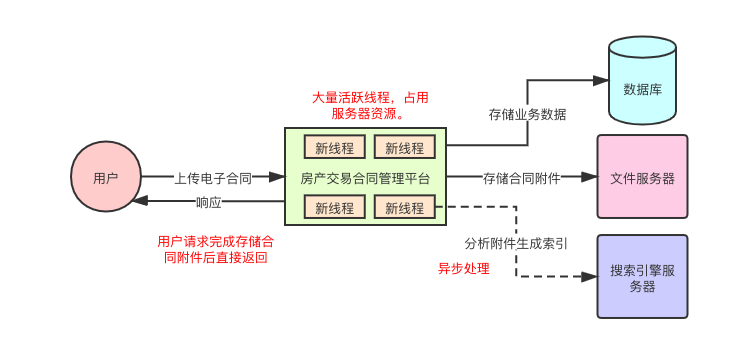 大量活跃线程，占用
服务器资源。
数据库
存储业务数据
新线程 新线程
用户
上传电子合同
房产交易合同管理平台
存储合同附件
文件服务器
响应
新线程 新线程
用户请求完成存储合
同附件后直接返回
分析附件生成索引
异步处理
搜索引擎服
务器